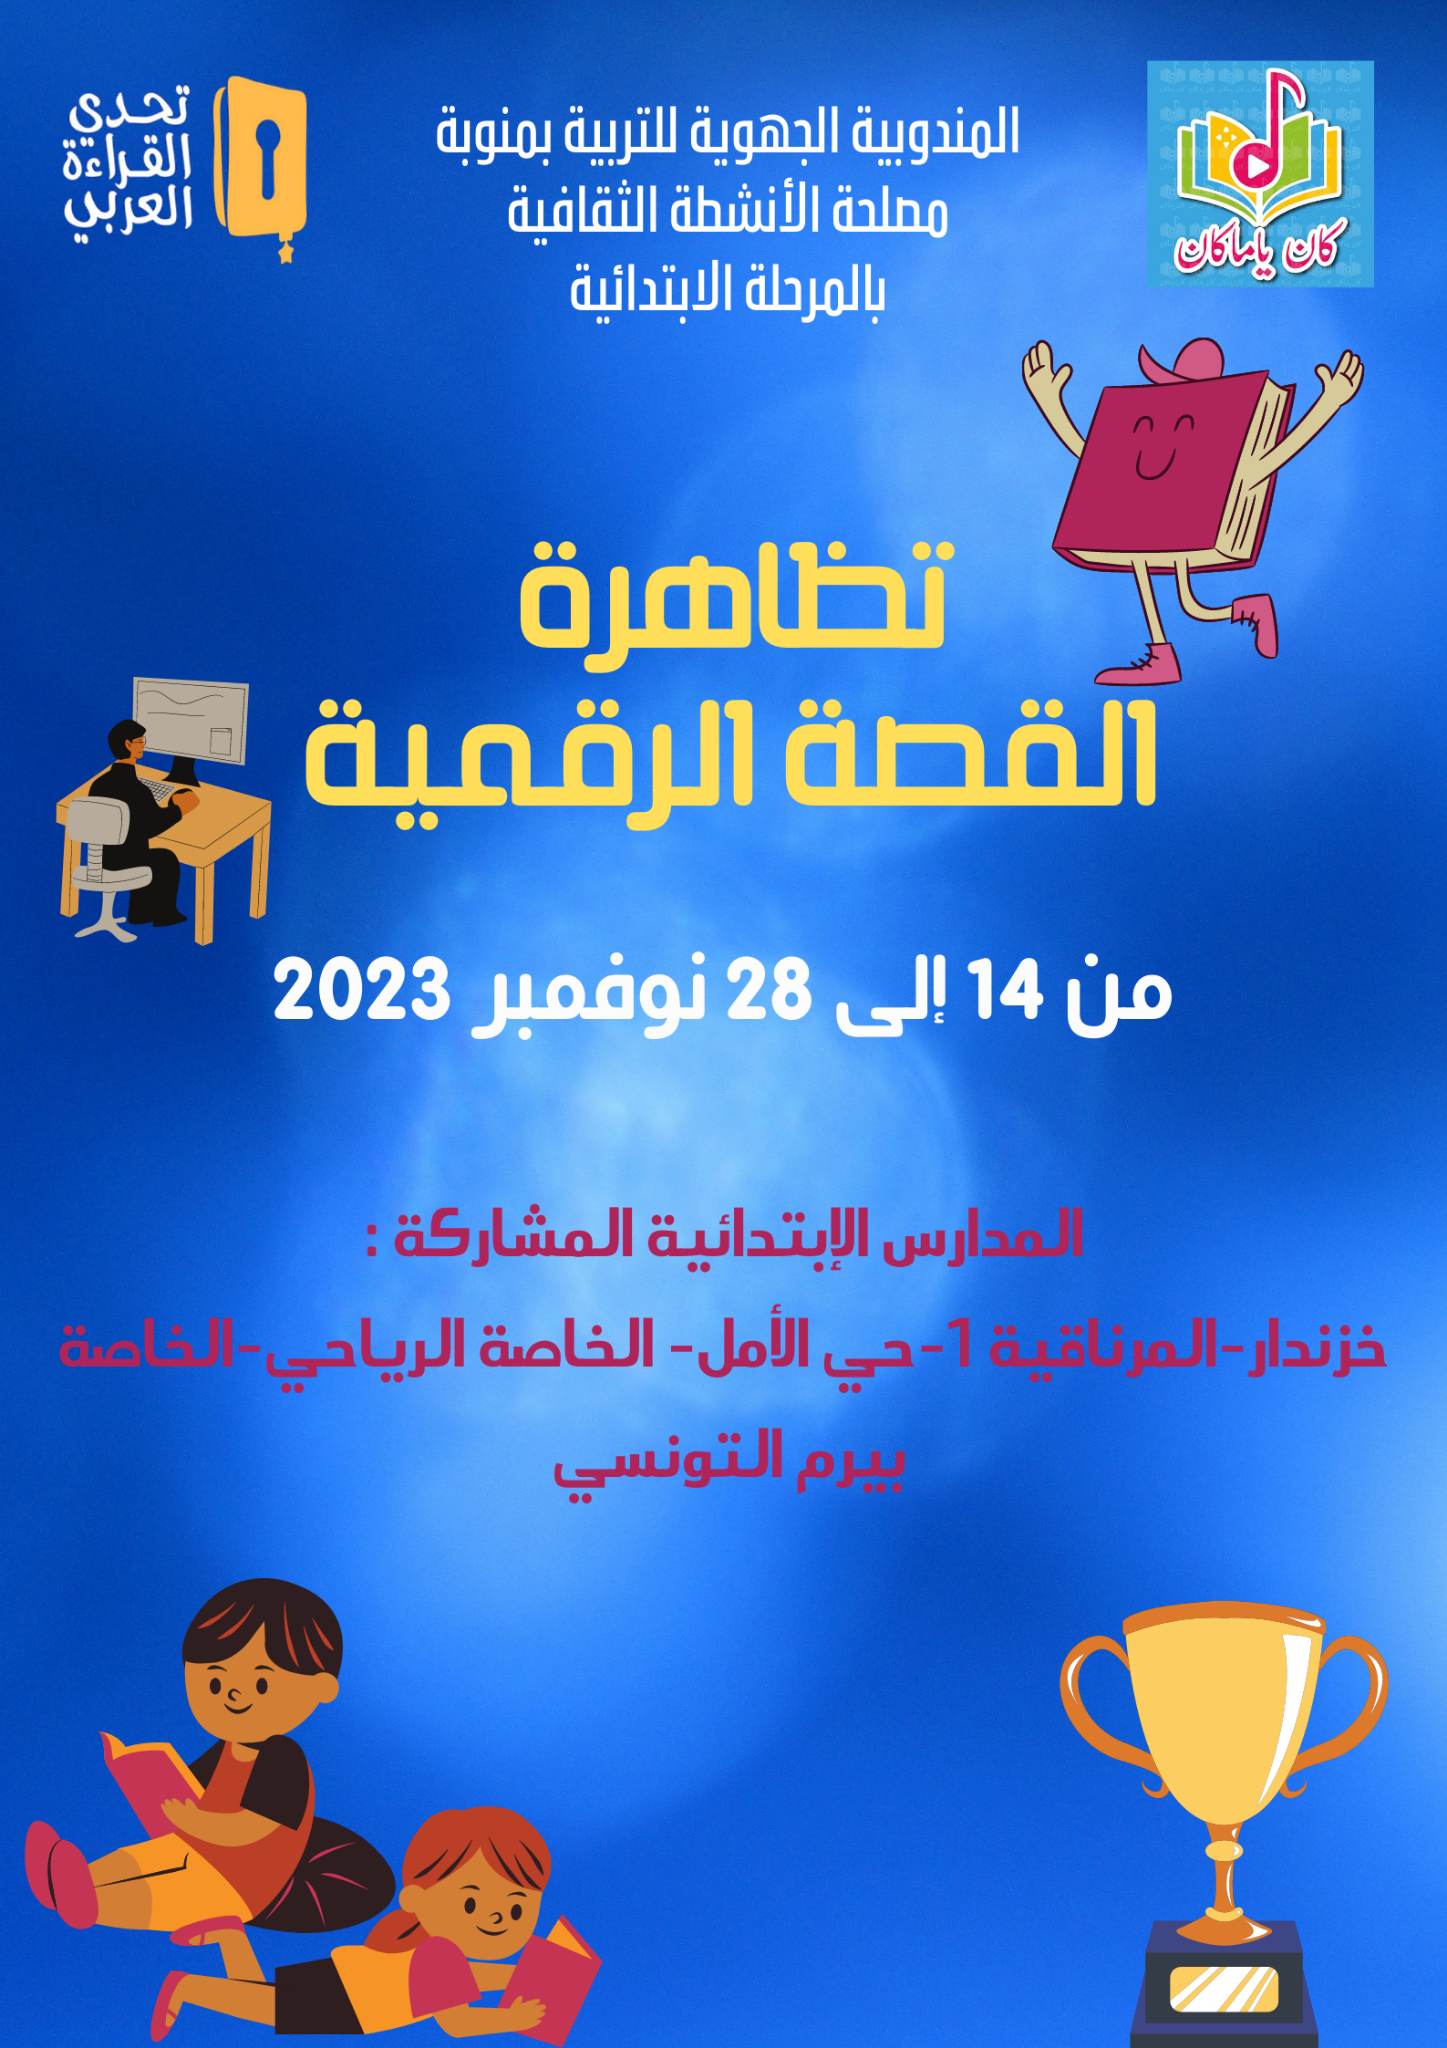 تحدي
القراءة
العربي
المندوبية الجهوية للتربية بمنوبة
مصلحة الأنشطة الثقافية
بالمرحلة الابتدائية
كان ياماكان
تظاهرة
القصة الرقمية
من 14 إلى 28 نوفمبر 2023
المدارس الإبتدائية المشاركة :
خزندار-المرناقية 1-حي الأمل- الخاصة الرياحي-الخاصة
بيرم التونسي